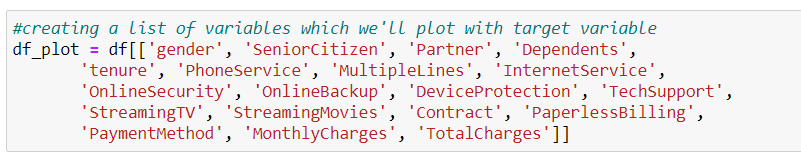 #creating a list of variables which we'll plot with target variable
df_plot = df[['gender', 'SeniorCitizen', 'Partner', 'Dependents',
'tenure', 'PhoneService', 'MultipleLines', 'InternetService',
'OnlineSecurity', 'OnlineBackup', 'DeviceProtection', 'TechSupport',
'StreamingTV', 'StreamingMovies', 'Contract', 'PaperlessBilling',
'PaymentMethod', 'MonthlyCharges', 'TotalCharges']]